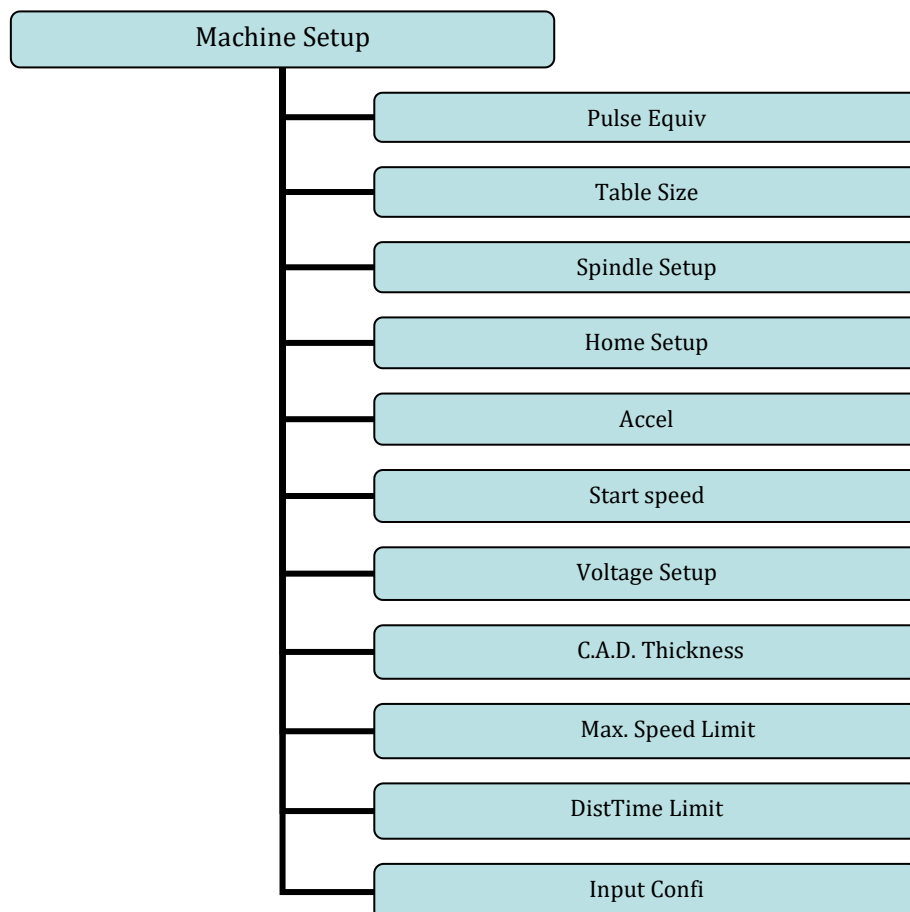 Machine Setup
Pulse Equiv
Table Size
Spindle Setup
Home Setup
Accel
Start speed
Voltage Setup
C.A.D. Thickness
Max. Speed Limit
DistTime Limit
Input Confi